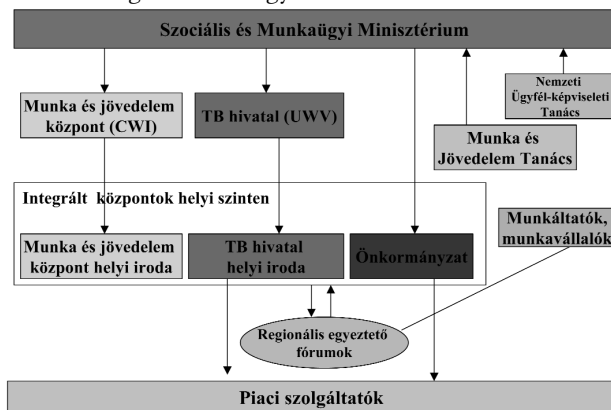 Szociális és Munkaügyi Minisztérium
Munka és jövedelem
központ (CWI)
TB hivatal (UWV)
Nemzeti
Ügyfél-képviseleti
Tanács
Munka és
Jövedelem Tanács
Integrált központok helyi szinten
Munka és jövedelem
központ helyi iroda
TB hivatal
helyi iroda
Önkormányzat
Munkáltatók,
munkavállalók
Regionális egyeztető
fórumok
Piaci szolgáltatók